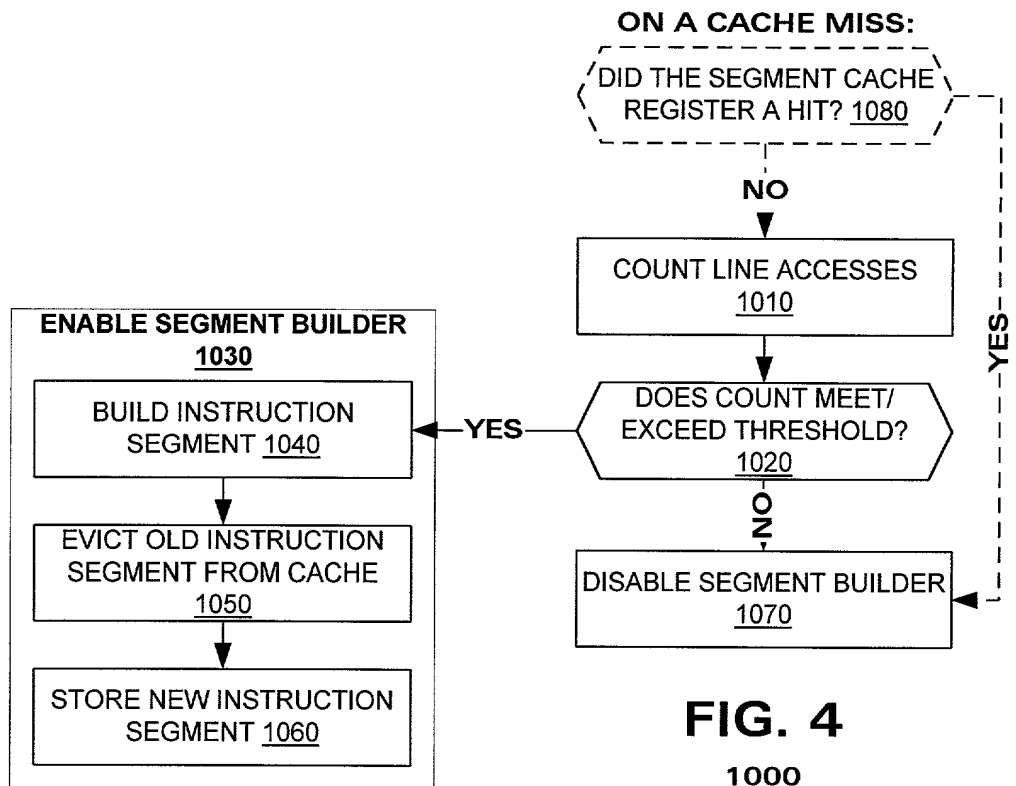 ON A CACHE MISS:
DID THE SEGMENT CACHE
REGISTER A HIT? 1080
NO
YES
COUNT LINE ACCESSES
1010
DOES COUNT MEET/
EXCEED THRESHOLD?
1020
YES
NO
DISABLE SEGMENT BUILDER
1070
ENABLE SEGMENT BUILDER
1030
BUILD INSTRUCTION
SEGMENT 1040
EVICT OLD INSTRUCTION
SEGMENT FROM CACHE
1050
STORE NEW INSTRUCTION
SEGMENT 1060
FIG. 4
1000